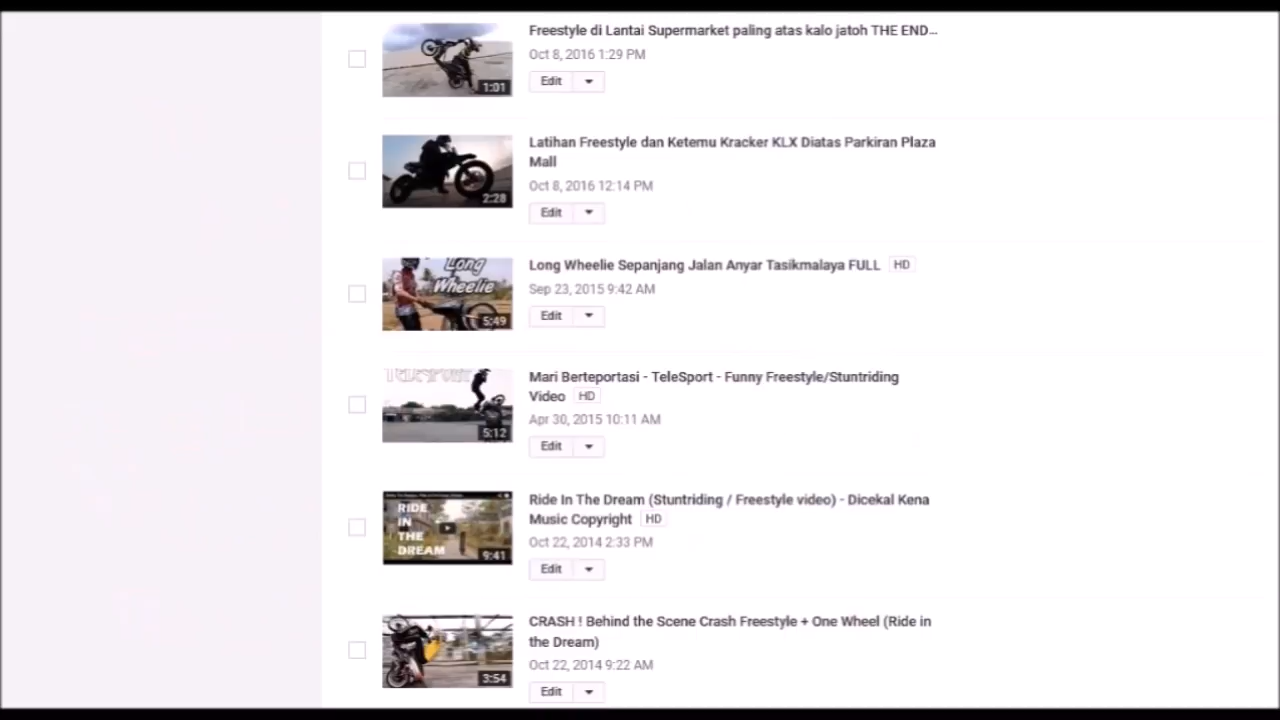 Freestyle di Lantai Supermarket paling atas kalo jatoh THE END...
Oct 8, 2016 1:29 PM
1:01
Edit
Latihan Freestyle dan Ketemu Kracker KLX Diatas Parkiran Plaza
Mall
Oct 8, 2016 12:14 PM
2:28
Edit
Long Wheelie Sepanjang Jalan Anyar Tasikmalaya FULL HD
Long
Wheelie
Sep 23, 2015 9:42 AM
5:49
Edit
Mari Berteportasi - TeleSport - Funny Freestyle/Stuntriding
TELESPORT
Video HD
Apr 30, 2015 10:11 AM
5:12
Edit
Ride In The Dream (Stuntriding / Freestyle video) - Dicekal Kena
Music Copyright HD
RIDE
IN
THE
DREAM
Oct 22, 2014 2:33 PM
9:41
Edit
CRASH ! Behind the Scene Crash Freestyle + One Wheel (Ride in
the Dream)
Oct 22, 2014 9:22 AM
3:54
Edit